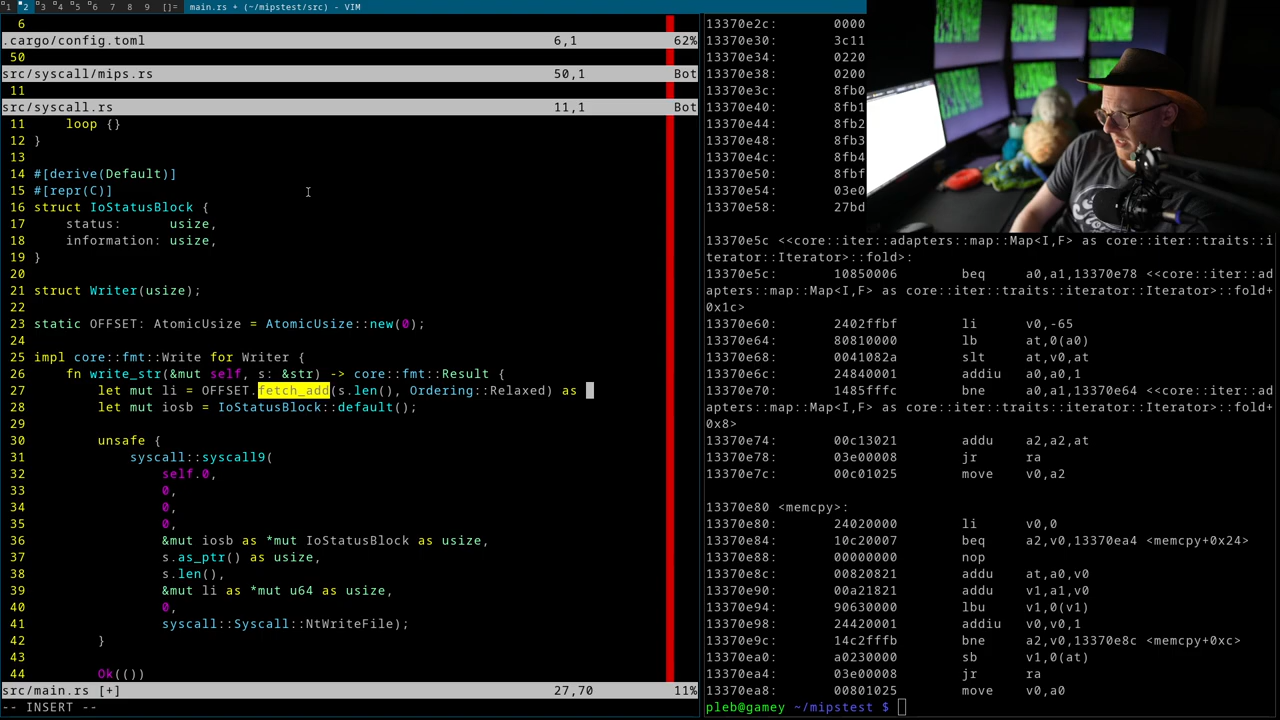 1 2 3 4 5 6 7 8 9 []= main.rs + (~/mipstest/src) - VIM
6
.cargo/config.toml 6,1 62%
50
src/syscall/mips.rs 50,1 Bot
11
src/syscall.rs 11,1 Bot
11     loop {}
12 }
13
14 #[derive(Default)]
15 #[repr(C)]
16 struct IoStatusBlock {
17     status:      usize,
18     information: usize,
19 }
20
21 struct Writer(usize);
22
23 static OFFSET: AtomicUsize = AtomicUsize::new(0);
24
25 impl core::fmt::Write for Writer {
26     fn write_str(&mut self, s: &str) -> core::fmt::Result {
27         let mut li = OFFSET.fetch_add(s.len(), Ordering::Relaxed) as
28         let mut iosb = IoStatusBlock::default();
29
30         unsafe {
31             syscall::syscall9(
32                 self.0,
33                 0,
34                 0,
35                 0,
36                 &mut iosb as *mut IoStatusBlock as usize,
37                 s.as_ptr() as usize,
38                 s.len(),
39                 &mut li as *mut u64 as usize,
40                 0,
41                 syscall::Syscall::NtWriteFile);
42         }
43
44         Ok(())
src/main.rs [+] 27,70 11%
-- INSERT --
13370e2c: 0000
13370e30: 3c11
13370e34: 0220
13370e38: 0200
13370e3c: 8fb0
13370e40: 8fb1
13370e44: 8fb2
13370e48: 8fb3
13370e4c: 8fb4
13370e50: 8fbf
13370e54: 03e0
13370e58: 27bd
13370e5c <<core::iter::adapters::map::Map<I,F> as core::iter::traits::i
terator::Iterator>::fold>:
13370e5c: 10850006 beq a0,a1,13370e78 <<core::iter::ad
apters::map::Map<I,F> as core::iter::traits::iterator::Iterator>::fold+
0x1c>
13370e60: 2402ffbf li v0,-65
13370e64: 80810000 lb at,0(a0)
13370e68: 0041082a slt at,v0,at
13370e6c: 24840001 addiu a0,a0,1
13370e70: 1485fffc bne a0,a1,13370e64 <<core::iter::ad
apters::map::Map<I,F> as core::iter::traits::iterator::Iterator>::fold+
0x8>
13370e74: 00c13021 addu a2,a2,at
13370e78: 03e00008 jr ra
13370e7c: 00c01025 move v0,a2
13370e80 <memcpy>:
13370e80: 24020000 li v0,0
13370e84: 10c20007 beq a2,v0,13370ea4 <memcpy+0x24>
13370e88: 00000000 nop
13370e8c: 00820821 addu at,a0,v0
13370e90: 00a21821 addu v1,a1,v0
13370e94: 90630000 lbu v1,0(v1)
13370e98: 24420001 addiu v0,v0,1
13370e9c: 14c2fffb bne a2,v0,13370e8c <memcpy+0xc>
13370ea0: a0230000 sb v1,0(at)
13370ea4: 03e00008 jr ra
13370ea8: 00801025 move v0,a0
pleb@gamey ~/mipstest $